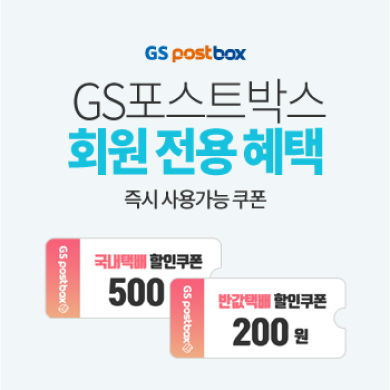 GS postbox
GS포스트박스
회원 전용 혜택
즉시 사용가능 쿠폰
GS postbox
국내택배 할인쿠폰
500
GS postbox
반값택배 할인쿠폰
200 원